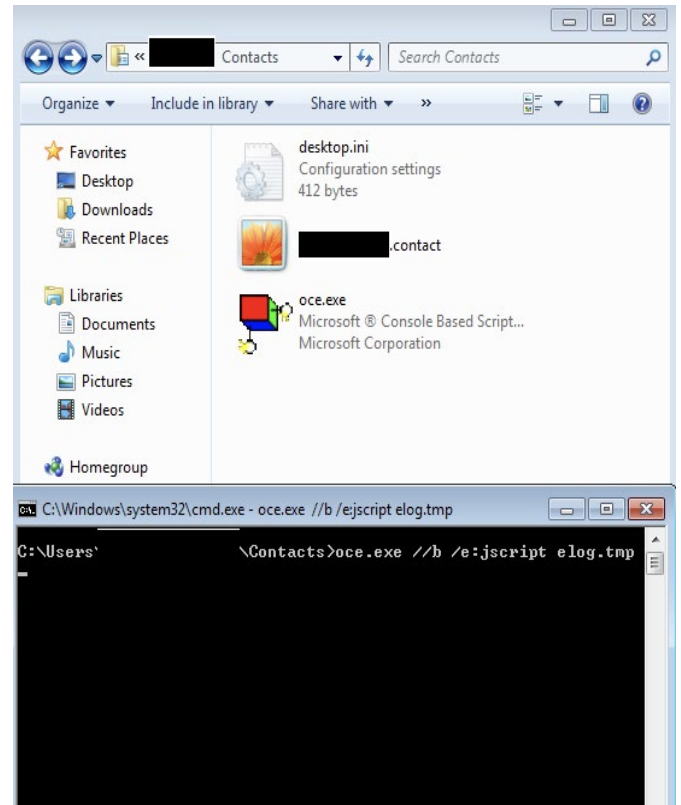 « Contacts
Search Contacts
Organize Include in library Share with »
Favorites
Desktop
Downloads
Recent Places
Libraries
Documents
Music
Pictures
Videos
Homegroup
desktop.ini
Configuration settings
412 bytes
.contact
oce.exe
Microsoft ® Console Based Script...
Microsoft Corporation
C:\Windows\system32\cmd.exe - oce.exe //b /e:jscript elog.tmp
C:\Users' \Contacts>oce.exe //b /e:jscript elog.tmp